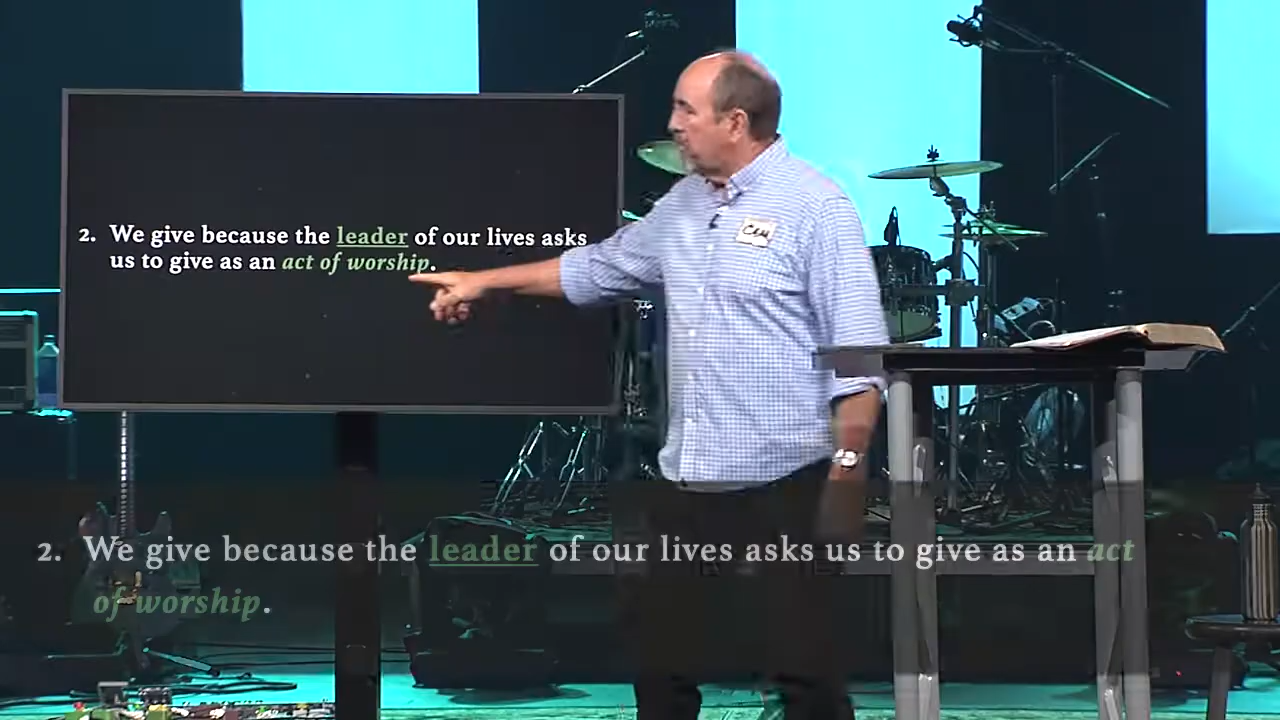 2. We give because the leader of our lives asks
us to give as an act of worship.
2. We give because the leader of our lives asks us to give as an act
of worship.